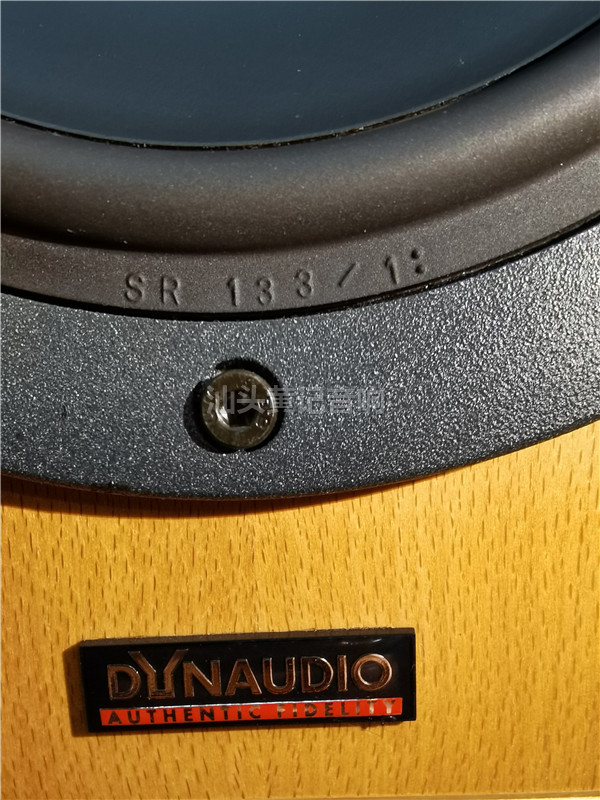 SR 133/1:
汕头董记音响
DYNAUDIO
AUTHENTIC FIDELITY